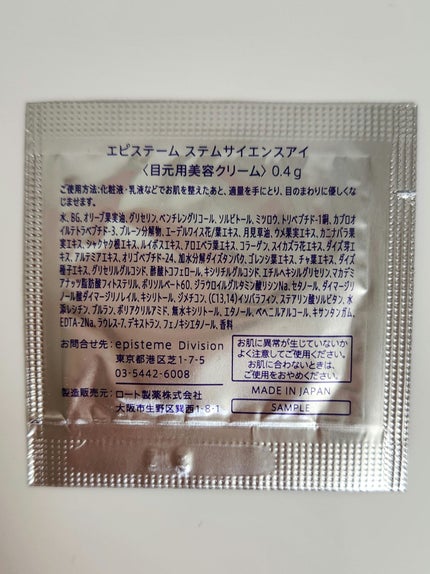 エピステーム ステムサイエンスアイ
〈目元用美容クリーム〉0.4g
ご使用方法:化粧液・乳液などでお肌を整えたあと、適量を手にとり、目のまわりに優しくな
じませます。
水、BG、オリーブ果実油、グリセリン、ペンチレングリコール、ソルビトール、ミツロウ、トリペプチド-1銅、カプロオ
イルテトラペプチド-3、プルーン分解物、エーデルワイス花/葉エキス、月見草油、ウメ果実エキス、カニナバラ果
実エキス、シャクヤク根エキス、ルイボスエキス、アロエベラ葉エキス、コラーゲン、スイカズラ花エキス、ダイズ芽エ
キス、アルテミアエキス、オリゴペプチド-24、加水分解ダイズタンパク、ゴレンシ葉エキス、チャ葉エキス、ダイズ
種子エキス、グリセリルグルコシド、酢酸トコフェロール、キシリチルグルコシド、エチルヘキシルグリセリン、マカデミ
アナッツ脂肪酸フィトステリル、ポリソルベート60、ジラウロイルグルタミン酸リシンNa、セタノール、ダイマージリ
ノール酸ダイマージリノレイル、キシリトール、ジメチコン、(C13,14)イソパラフィン、ステアリン酸ソルビタン、水
添レシチン、プルラン、ポリアクリルアミド、無水キシリトール、エタノール、ベヘニルアルコール、キサンタンガム、
EDTA-2Na、ラウレス-7、デキストラン、フェノキシエタノール、香料
お問合せ先: episteme Division
東京都港区芝1-7-5
03-5442-6008
お肌に異常が生じていないか
よく注意してご使用ください。
お肌に合わないときは、
ご使用をおやめください。
製造販売元: ロート製薬株式会社
大阪市生野区巽西1-8-1
MADE IN JAPAN
SAMPLE